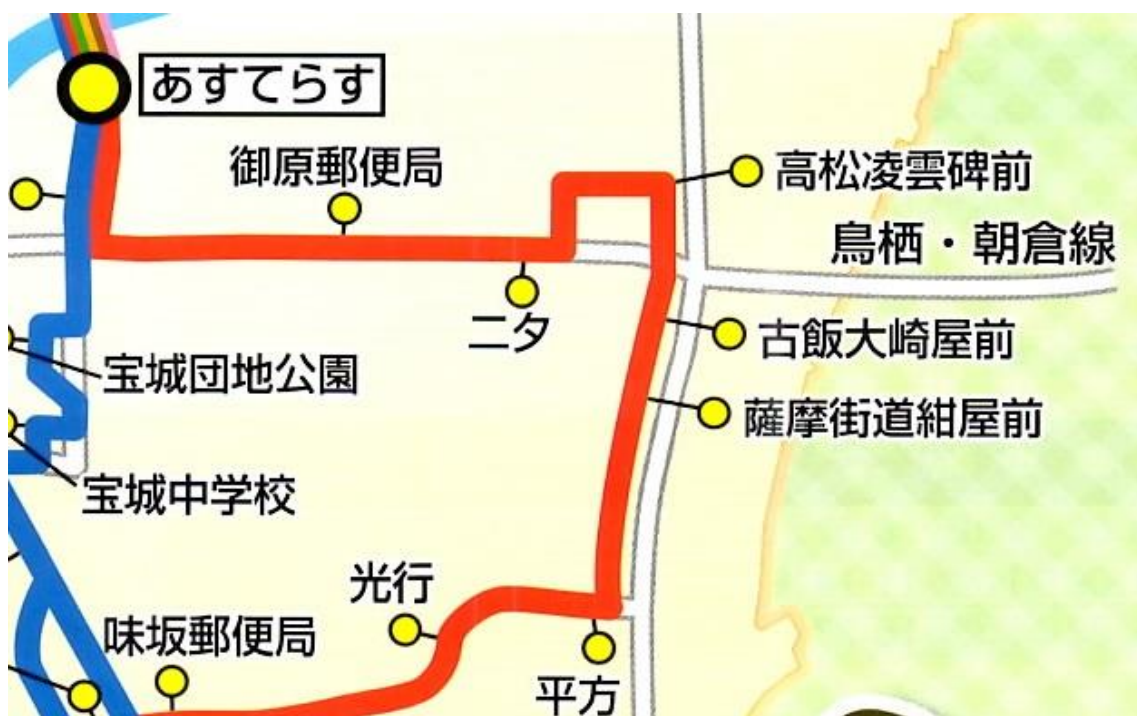 あすてらす
御原郵便局
高松凌雲碑前
鳥栖・朝倉線
二タ
古飯大崎屋前
宝城団地公園
薩摩街道紺屋前
宝城中学校
光行
味坂郵便局
平方